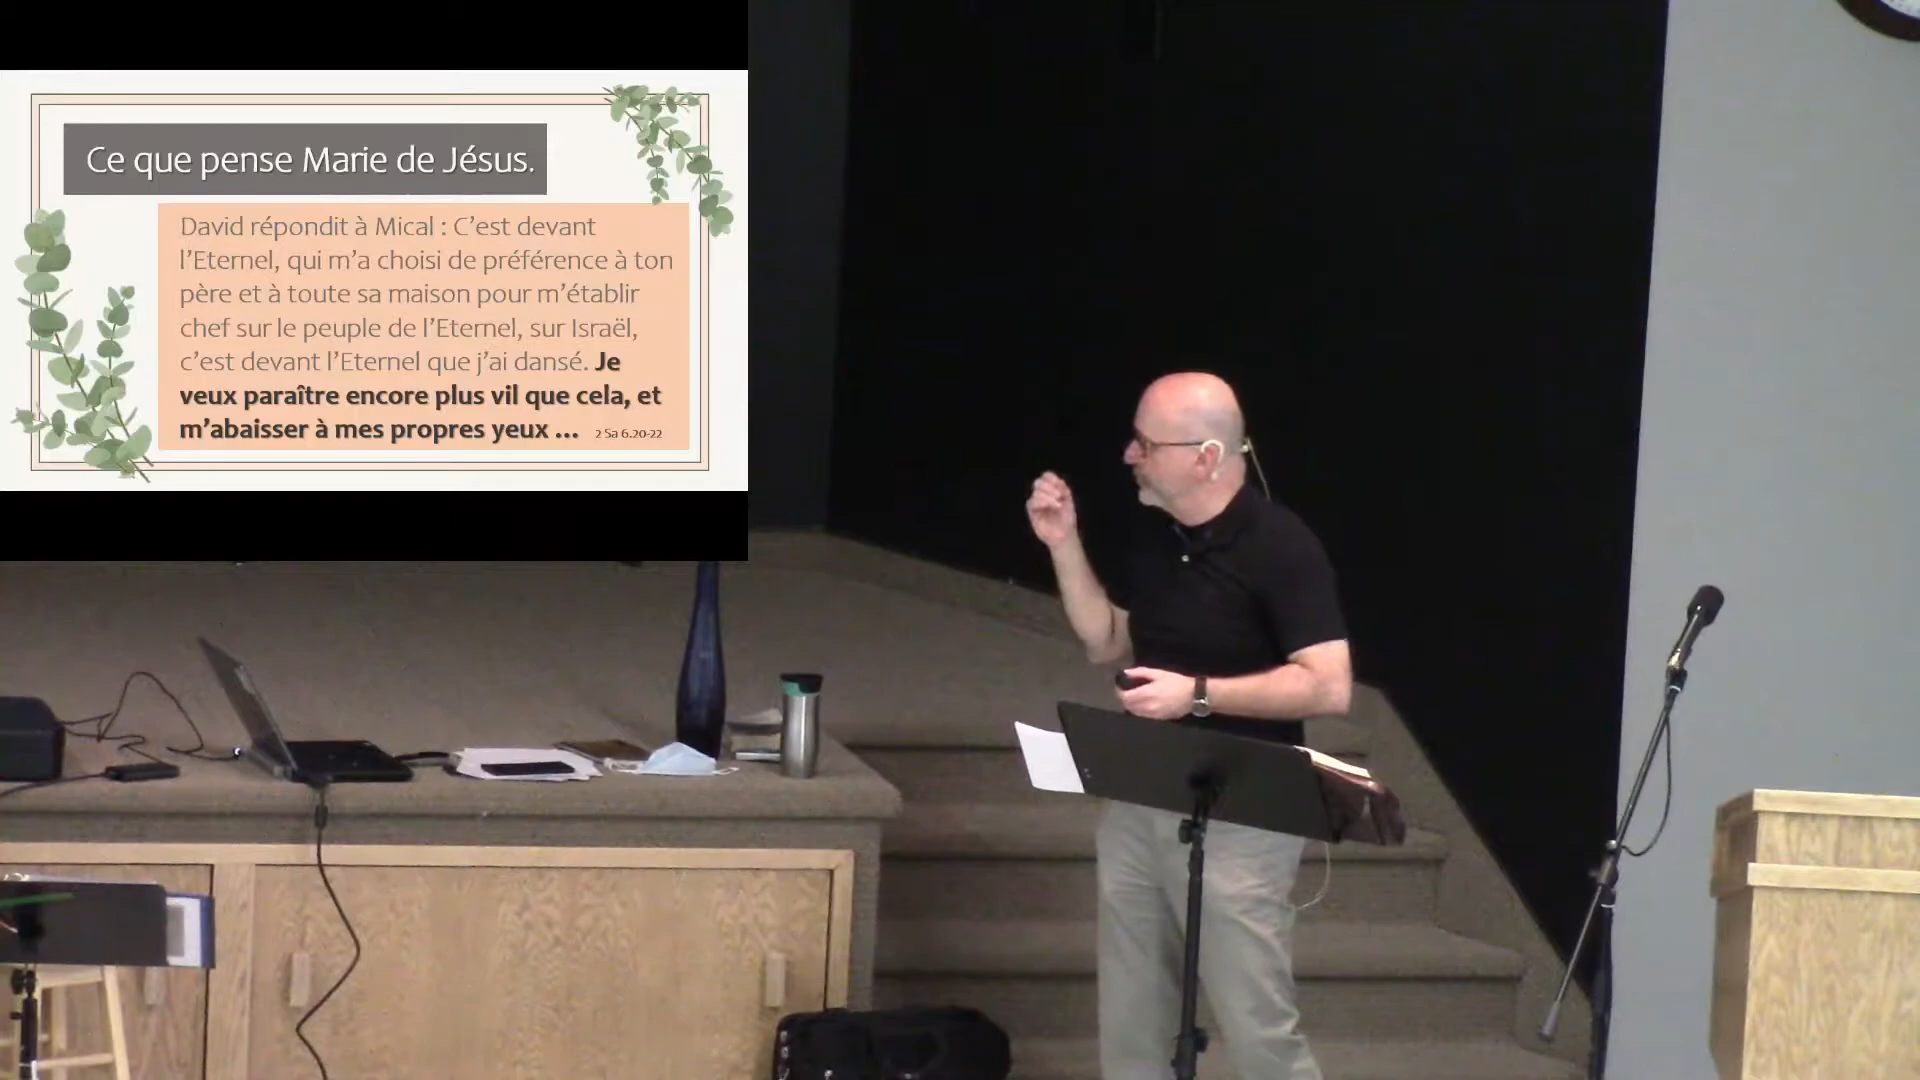 Ce que pense Marie de Jésus.
David répondit à Mical : C’est devant
l’Eternel, qui m’a choisi de préférence à ton
père et à toute sa maison pour m’établir
chef sur le peuple de l’Eternel, sur Israël,
c’est devant l’Eternel que j’ai dansé. Je
veux paraître encore plus vil que cela, et
m’abaisser à mes propres yeux ... 2 Sa 6.20-22